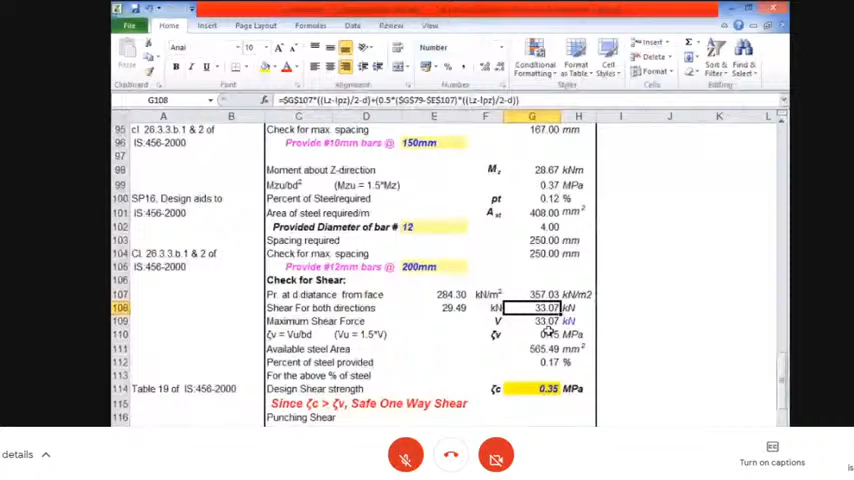 File Home Insert Page Layout Formulas Data Review View
Paste Arial 10 A A Number Conditional Formatting Format as Table Cell Styles Insert Delete Format Sort & Filter Find & Select
Clipboard Font Alignment Number Styles Cells Editing
G108 fx =$G$107*((Lz-lpz)/2-d)+(0.5*($G$79-$E$107)*((Lz-lpz)/2-d))
A B C D E F G H I J K L
95 cl. 26.3.3.b.1 & 2 of Check for max. spacing 167.00 mm
96 IS:456-2000 Provide #10mm bars @ 150mm
97
98 Moment about Z-direction Mz 28.67 kNm
99 Mzu/bd² (Mzu = 1.5*Mz) 0.37 MPa
100 SP16, Design aids to Percent of Steelrequired pt 0.12 %
101 IS:456-2000 Area of steel required/m Ast 408.00 mm²
102 Provided Diameter of bar # 12 4.00
103 Spacing required 250.00 mm
104 Cl. 26.3.3.b.1 & 2 of Check for max. spacing 250.00 mm
105 IS:456-2000 Provide #12mm bars @ 200mm
106 Check for Shear:
107 Pr. at d diatance from face 284.30 kN/m² 357.03 kN/m2
108 Shear For both directions 29.49 kN 33.07 kN
109 Maximum Shear Force V 33.07 kN
110 ζv = Vu/bd (Vu = 1.5*V) ζv MPa
111 Available steel Area 565.49 mm²
112 Percent of steel provided 0.17 %
113 For the above % of steel
114 Table 19 of IS:456-2000 Design Shear strength ζc 0.35 MPa
115 Since ζc > ζv, Safe One Way Shear
116 Punching Shear
details
Turn on captions
is